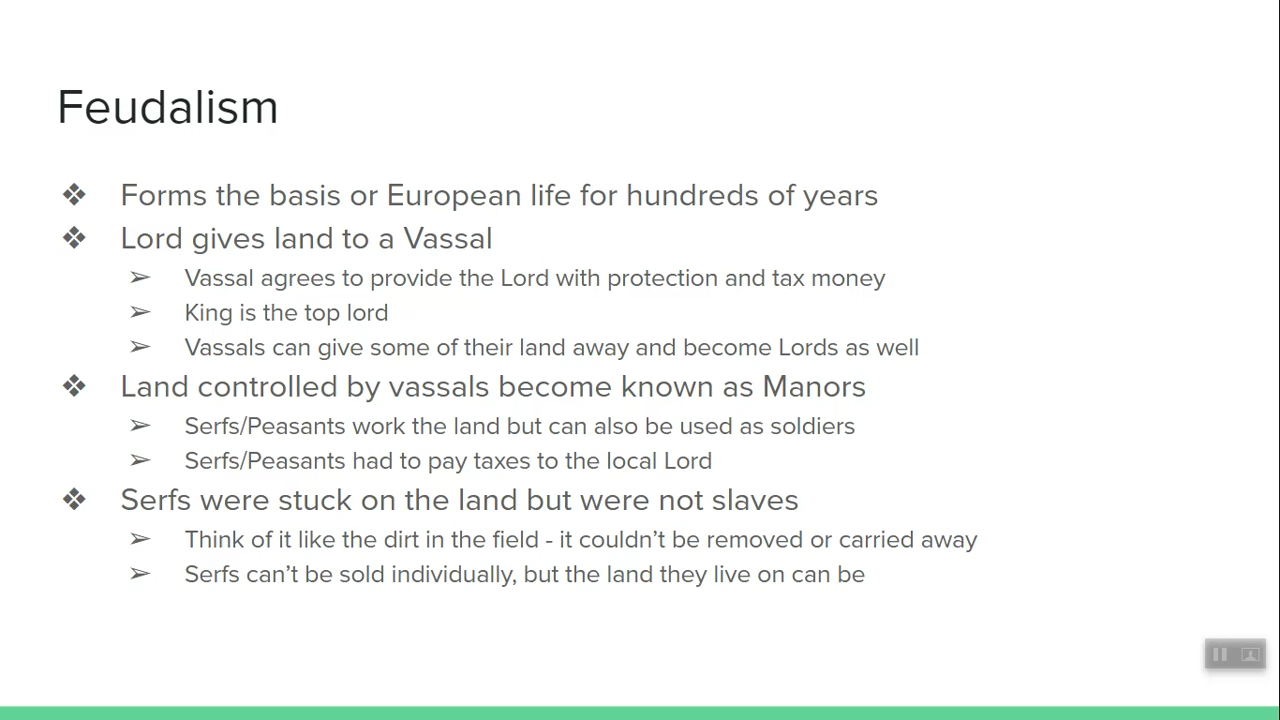 Feudalism
❖ Forms the basis or European life for hundreds of years
❖ Lord gives land to a Vassal
➢ Vassal agrees to provide the Lord with protection and tax money
➢ King is the top lord
➢ Vassals can give some of their land away and become Lords as well
❖ Land controlled by vassals become known as Manors
➢ Serfs/Peasants work the land but can also be used as soldiers
➢ Serfs/Peasants had to pay taxes to the local Lord
❖ Serfs were stuck on the land but were not slaves
➢ Think of it like the dirt in the field - it couldn’t be removed or carried away
➢ Serfs can’t be sold individually, but the land they live on can be